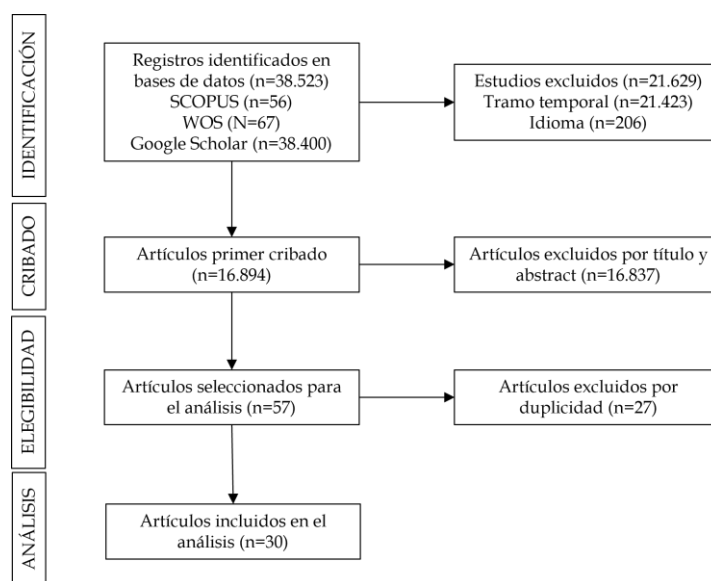 IDENTIFICACIÓN
Registros identificados en
bases de datos (n=38.523)
SCOPUS (n=56)
WOS (N=67)
Google Scholar (n=38.400)
Estudios excluidos (n=21.629)
Tramo temporal (n=21.423)
Idioma (n=206)
CRIBADO
Artículos primer cribado
(n=16.894)
Artículos excluidos por título y
abstract (n=16.837)
ELEGIBILIDAD
Artículos seleccionados para
el análisis (n=57)
Artículos excluidos por
duplicidad (n=27)
ANÁLISIS
Artículos incluidos en el
análisis (n=30)